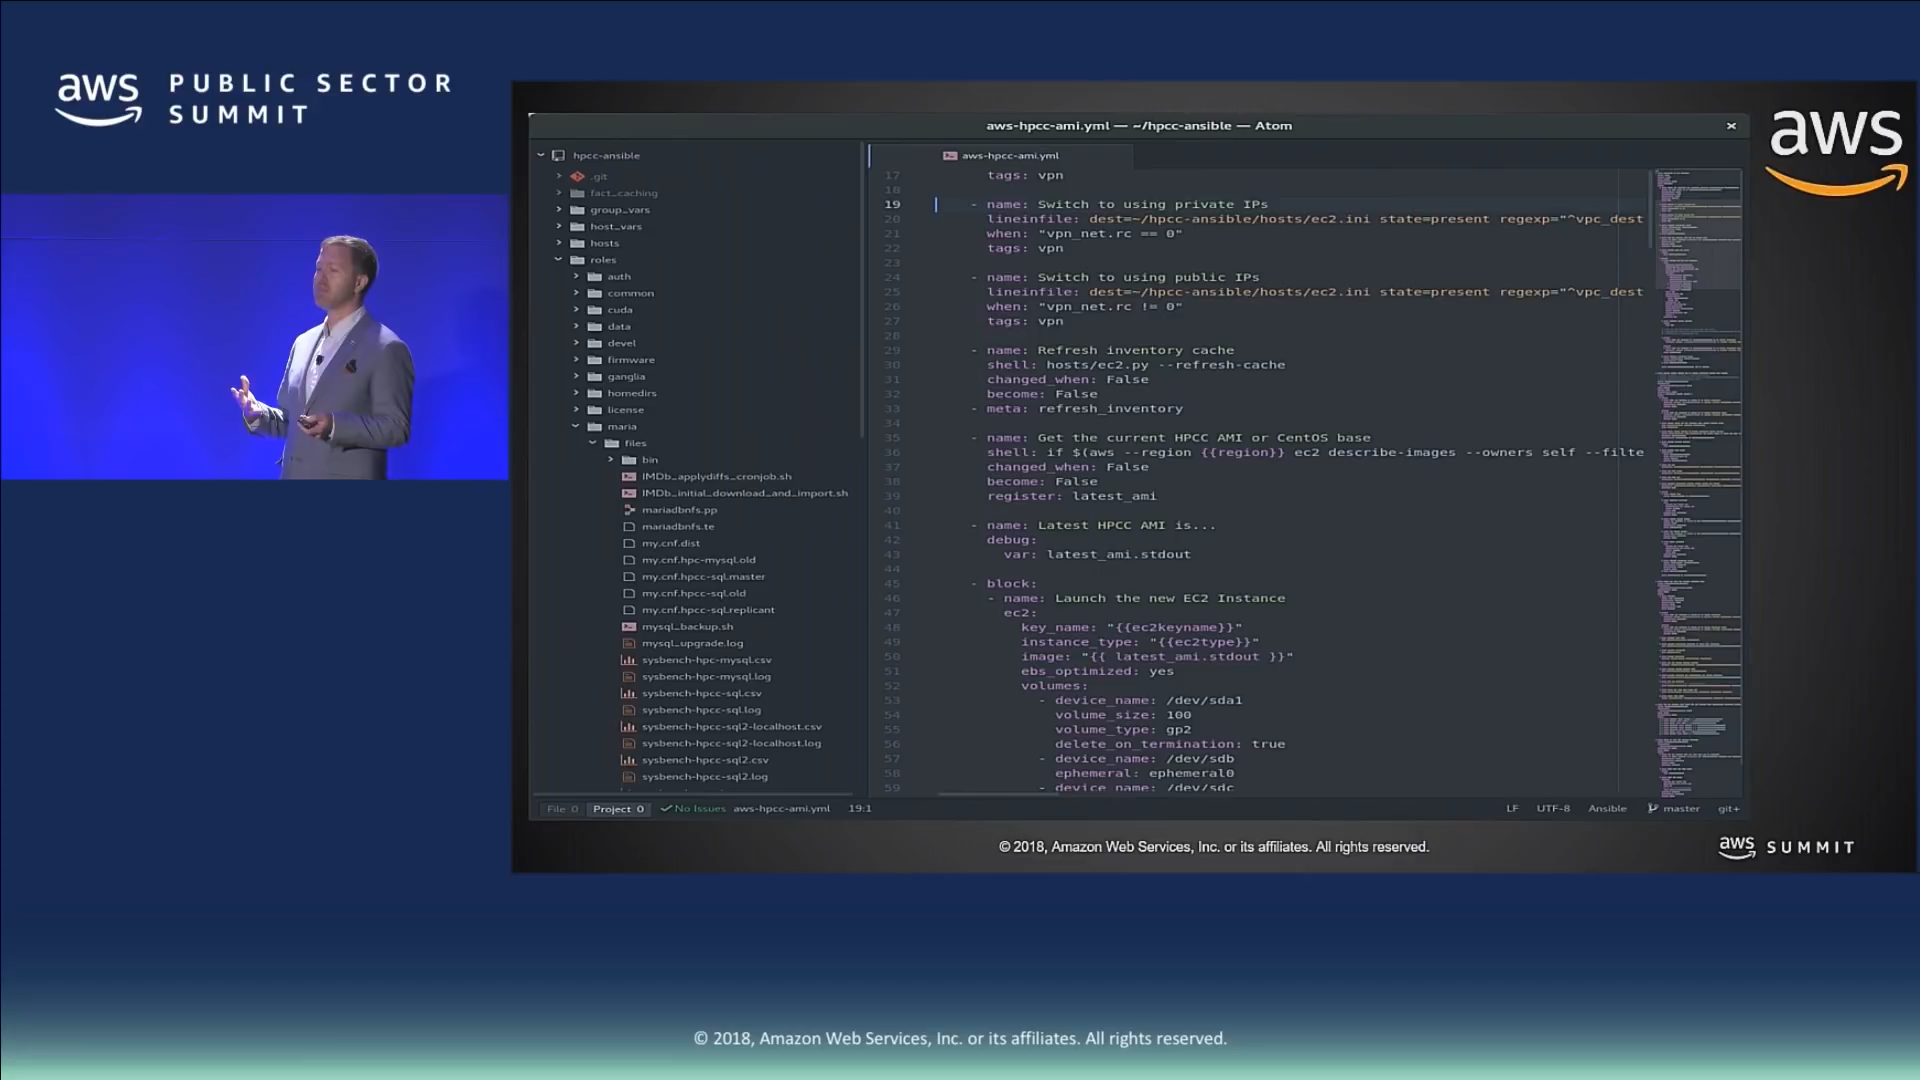 aws PUBLIC SECTOR
SUMMIT
aws
aws-hpcc-ami.yml — ~/hpcc-ansible — Atom
hpcc-ansible
.git
fact_caching
group_vars
host_vars
hosts
roles
auth
common
cuda
data
devel
firmware
ganglia
homedirs
license
maria
files
bin
IMDb_applydiffs_cronjob.sh
IMDb_initial_download_and_import.sh
mariadbnfs.pp
mariadbnfs.te
my.cnf.dist
my.cnf.hpc-mysql.old
my.cnf.hpcc-sql.master
my.cnf.hpcc-sql.old
my.cnf.hpcc-sql.replicant
mysql_backup.sh
mysql_upgrade.log
sysbench-hpc-mysql.csv
sysbench-hpc-mysql.log
sysbench-hpcc-sql.csv
sysbench-hpcc-sql.log
sysbench-hpcc-sql2-localhost.csv
sysbench-hpcc-sql2-localhost.log
sysbench-hpcc-sql2.csv
sysbench-hpcc-sql2.log
aws-hpcc-ami.yml
17 tags: vpn
18
19 - name: Switch to using private IPs
20 lineinfile: dest=~/hpcc-ansible/hosts/ec2.ini state=present regexp="^vpc_dest
21 when: "vpn_net.rc == 0"
22 tags: vpn
23
24 - name: Switch to using public IPs
25 lineinfile: dest=~/hpcc-ansible/hosts/ec2.ini state=present regexp="^vpc_dest
26 when: "vpn_net.rc != 0"
27 tags: vpn
28
29 - name: Refresh inventory cache
30 shell: hosts/ec2.py --refresh-cache
31 changed_when: False
32 become: False
33 - meta: refresh_inventory
34
35 - name: Get the current HPCC AMI or CentOS base
36 shell: if $(aws --region {{region}} ec2 describe-images --owners self --filte
37 changed_when: False
38 become: False
39 register: latest_ami
40
41 - name: Latest HPCC AMI is...
42 debug:
43 var: latest_ami.stdout
44
45 - block:
46 - name: Launch the new EC2 Instance
47 ec2:
48 key_name: "{{ec2keyname}}"
49 instance_type: "{{ec2type}}"
50 image: "{{ latest_ami.stdout }}"
51 ebs_optimized: yes
52 volumes:
53 - device_name: /dev/sda1
54 volume_size: 100
55 volume_type: gp2
56 delete_on_termination: true
57 - device_name: /dev/sdb
58 ephemeral: ephemeral0
59 - device_name: /dev/sdc
File 0 Project 0 No Issues aws-hpcc-ami.yml 19:1 LF UTF-8 Ansible master git+
© 2018, Amazon Web Services, Inc. or its affiliates. All rights reserved.
aws SUMMIT
© 2018, Amazon Web Services, Inc. or its affiliates. All rights reserved.